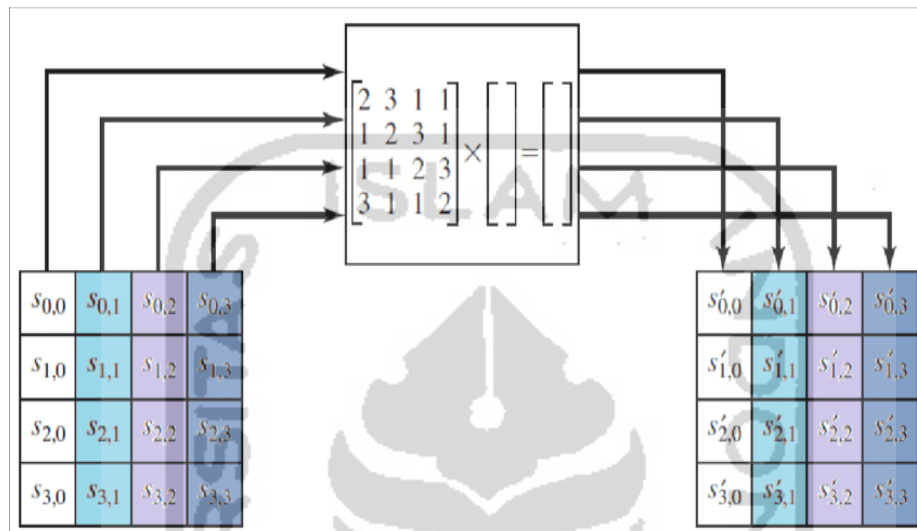 2 3 1 1
1 2 3 1
1 1 2 3
3 1 1 2
× =
s0,0 s0,1 s0,2 s0,3
s1,0 s1,1 s1,2 s1,3
s2,0 s2,1 s2,2 s2,3
s3,0 s3,1 s3,2 s3,3
s′0,0 s′0,1 s′0,2 s′0,3
s′1,0 s′1,1 s′1,2 s′1,3
s′2,0 s′2,1 s′2,2 s′2,3
s′3,0 s′3,1 s′3,2 s′3,3
ISLAM